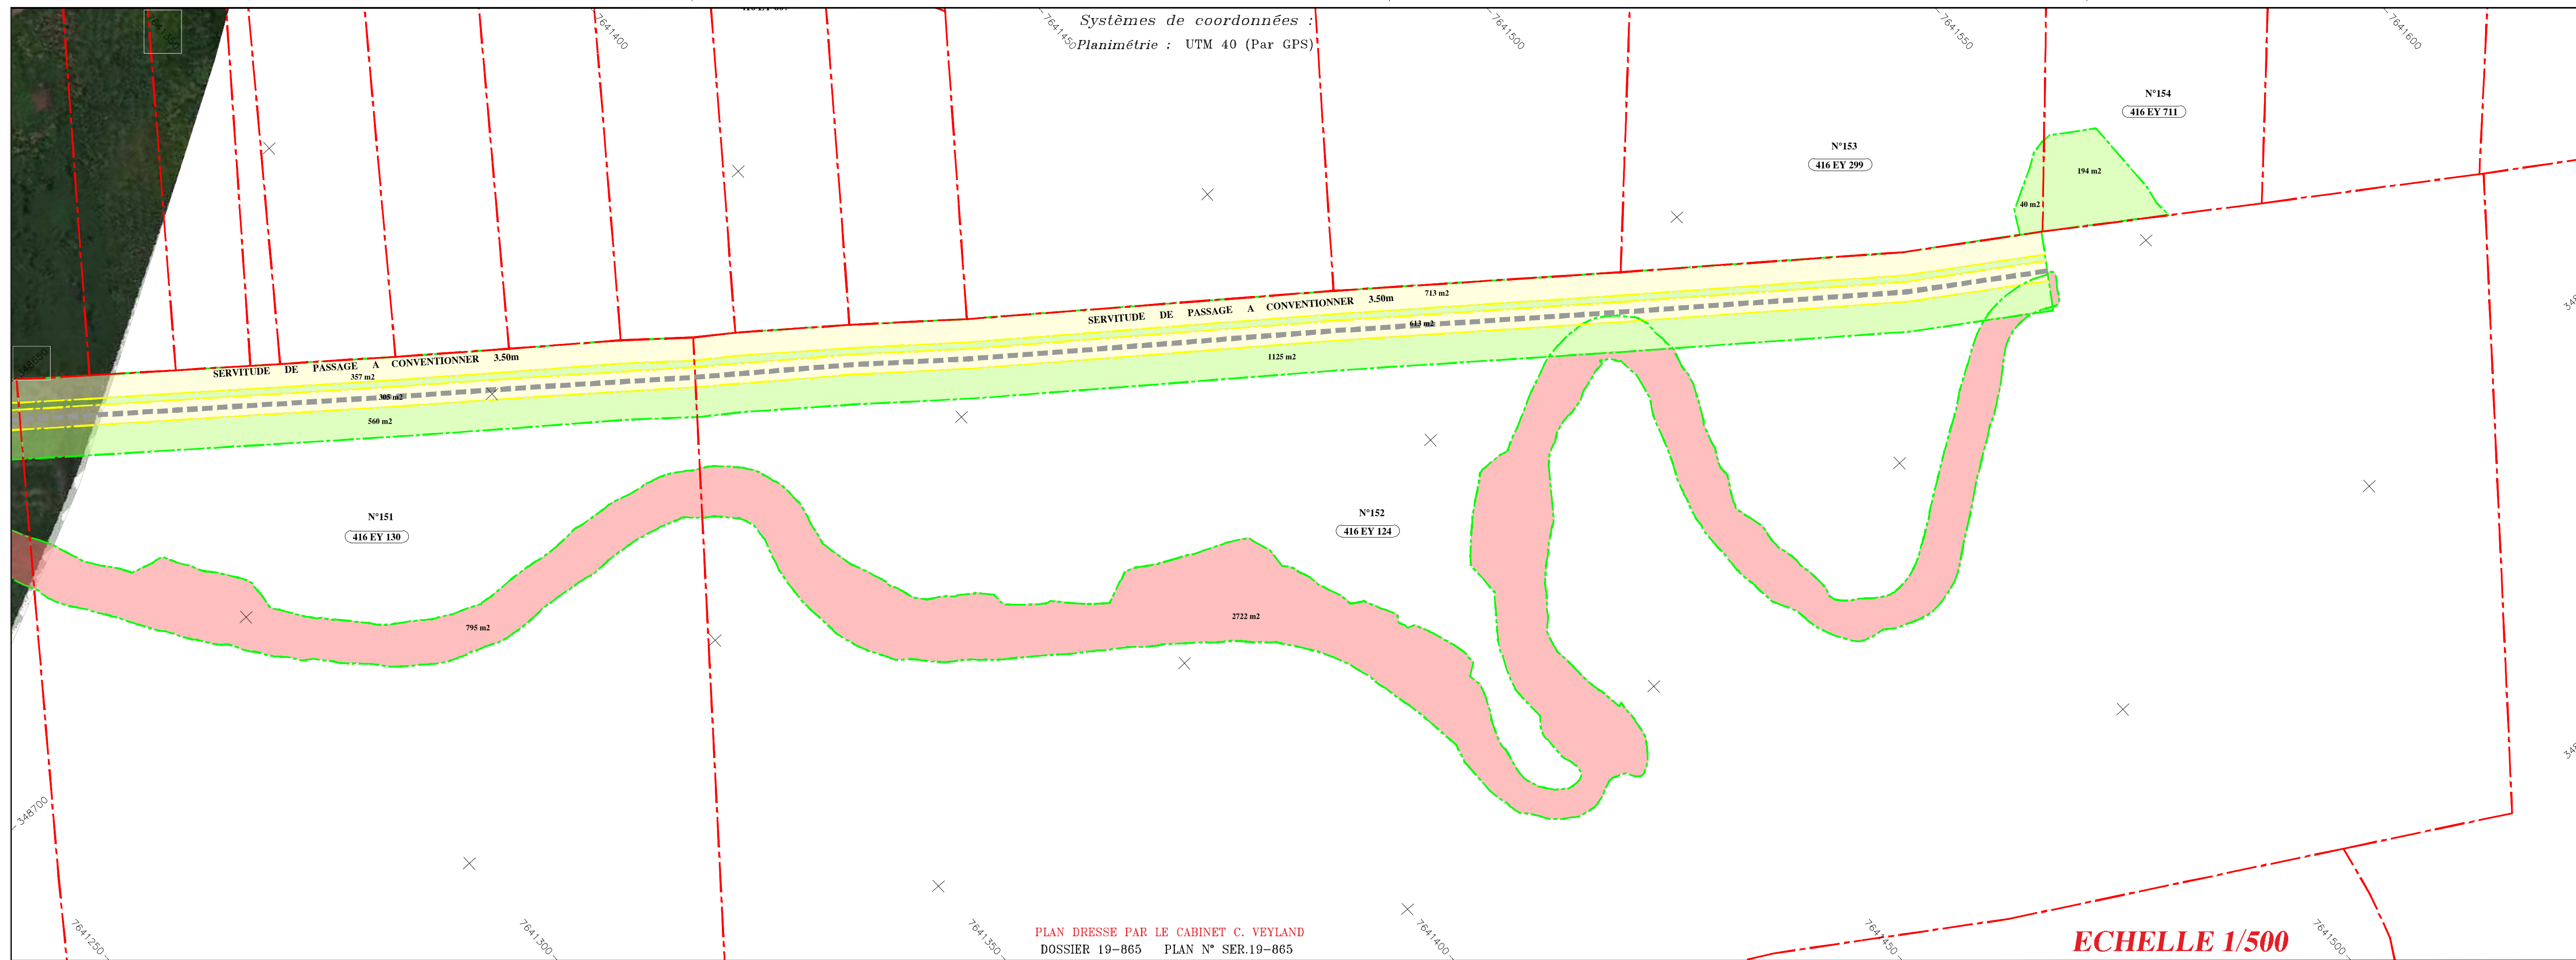 Systèmes de coordonnées :
Planimétrie : UTM 40 (Par GPS)
7641400
7641450
7641500
7641550
7641600
N°154
416 EY 711
N°153
416 EY 299
194 m2
40 m2
SERVITUDE DE PASSAGE A CONVENTIONNER 3.50m
713 m2
613 m2
1125 m2
SERVITUDE DE PASSAGE A CONVENTIONNER 3.50m
357 m2
305 m2
560 m2
N°151
416 EY 130
N°152
416 EY 124
795 m2
2722 m2
348700
7641250
7641300
7641350
7641400
7641450
7641500
PLAN DRESSE PAR LE CABINET C. VEYLAND
DOSSIER 19-865 PLAN N° SER.19-865
ECHELLE 1/500